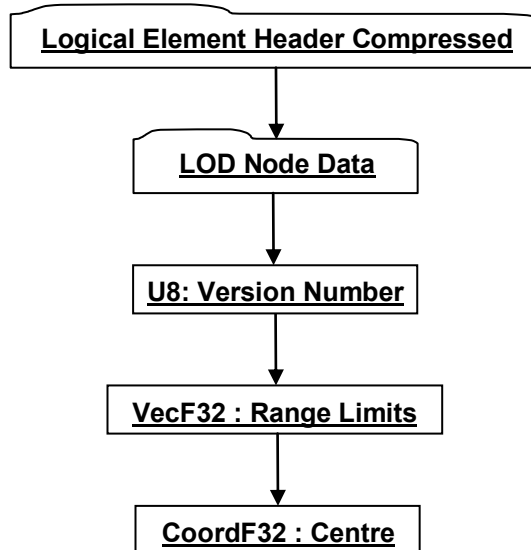 Logical Element Header Compressed
LOD Node Data
U8: Version Number
VecF32 : Range Limits
CoordF32 : Centre